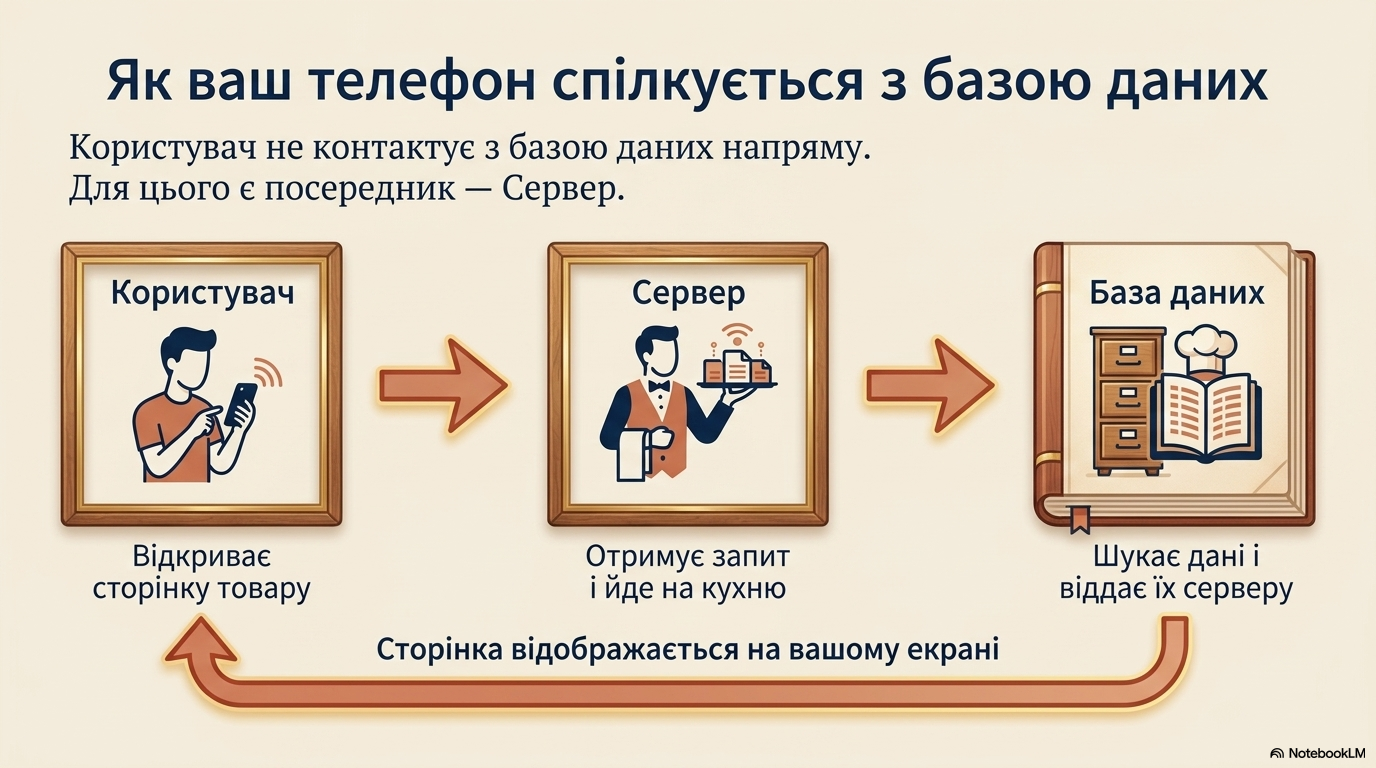 Як ваш телефон спілкується з базою даних
Користувач не контактує з базою даних напряму.
Для цього є посередник — Сервер.
Користувач
Сервер
База даних
Відкриває
сторінку товару
Отримує запит
і йде на кухню
Шукає дані і
віддає їх серверу
Сторінка відображається на вашому екрані
NotebookLM